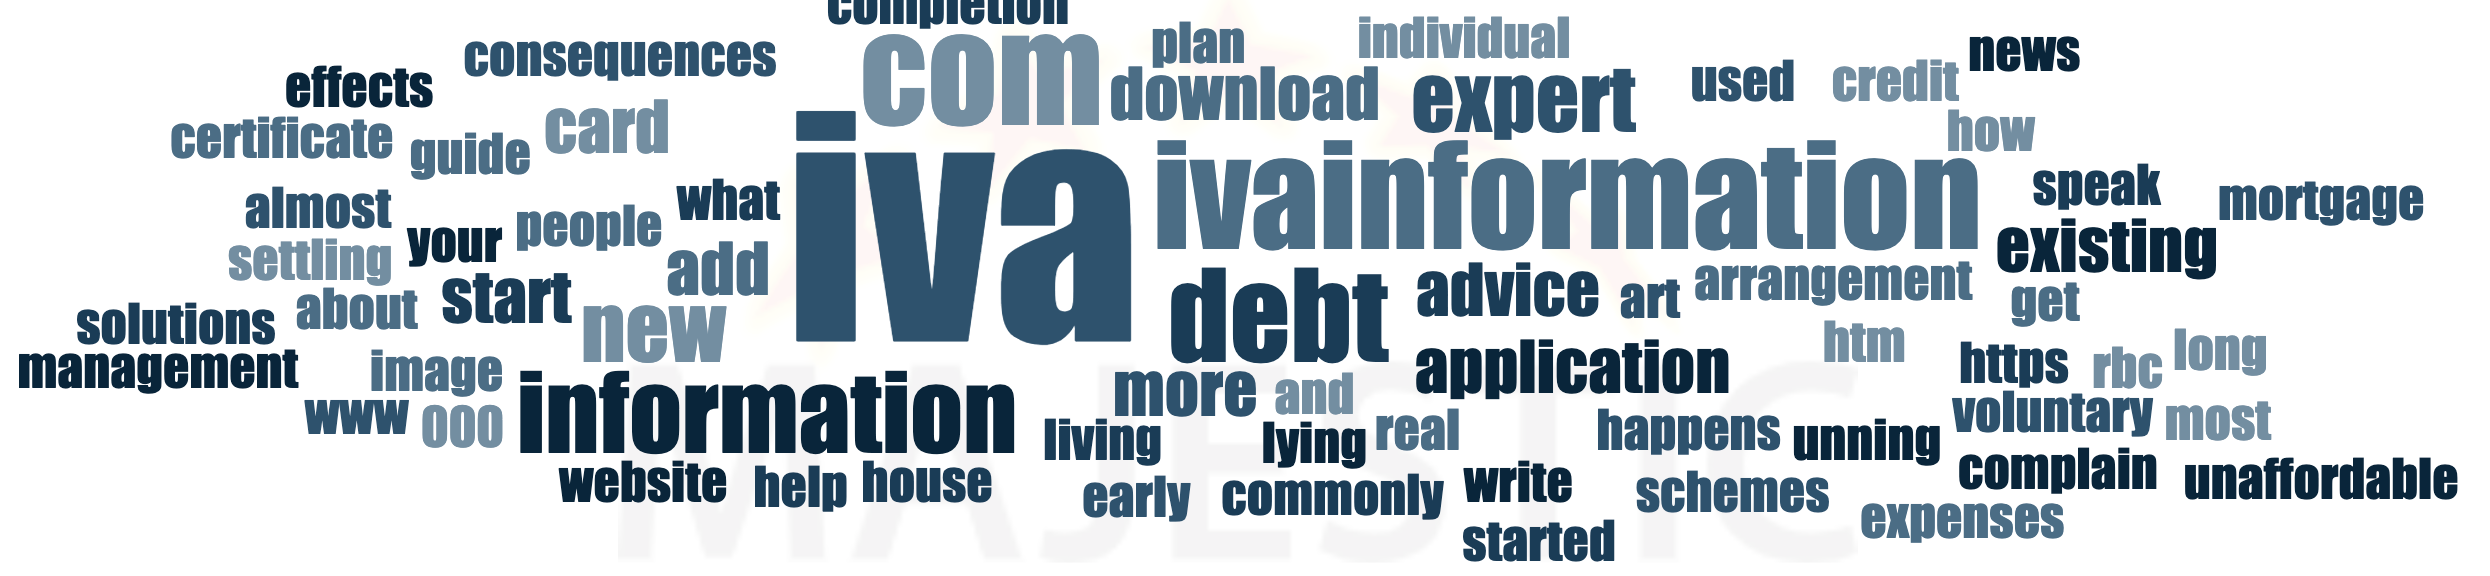 completion
plan
individual
news
effects
consequences
com
download
expert
used
credit
how
certificate
guide
card
iva
ivainformation
speak
mortgage
almost
your
people
what
existing
settling
add
debt
advice
art
arrangement
get
solutions
about
start
new
htm
https
rbc
long
management
image
application
www
000
information
more
and
real
voluntary
most
living
lying
happens
unning
complain
unaffordable
website
help
house
early
commonly
write
schemes
expenses
started
MAJESTIC